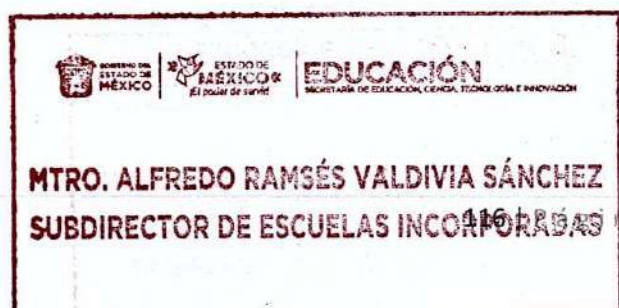 GOBIERNO DEL
ESTADO DE
MÉXICO
ESTADO DE
MÉXICO
¡El poder de servir!
EDUCACIÓN
SECRETARÍA DE EDUCACIÓN, CIENCIA, TECNOLOGÍA E INNOVACIÓN
MTRO. ALFREDO RAMSÉS VALDIVIA SÁNCHEZ
SUBDIRECTOR DE ESCUELAS INCORPORADAS
116 |